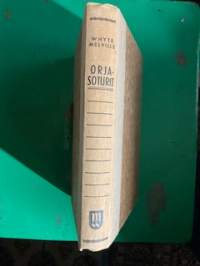 WHYTE
MELVILLE
ORJA-
SOTURIT